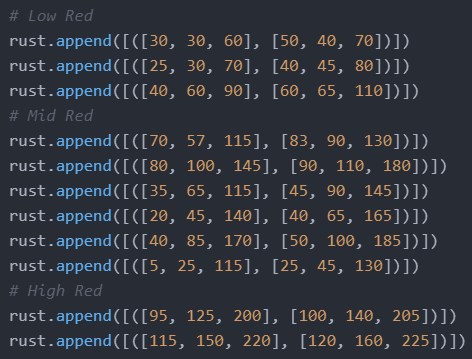 # Low Red
rust.append([([30, 30, 60], [50, 40, 70])])
rust.append([([25, 30, 70], [40, 45, 80])])
rust.append([([40, 60, 90], [60, 65, 110])])
# Mid Red
rust.append([([70, 57, 115], [83, 90, 130])])
rust.append([([80, 100, 145], [90, 110, 180])])
rust.append([([35, 65, 115], [45, 90, 145])])
rust.append([([20, 45, 140], [40, 65, 165])])
rust.append([([40, 85, 170], [50, 100, 185])])
rust.append([([5, 25, 115], [25, 45, 130])])
# High Red
rust.append([([95, 125, 200], [100, 140, 205])])
rust.append([([115, 150, 220], [120, 160, 225])])